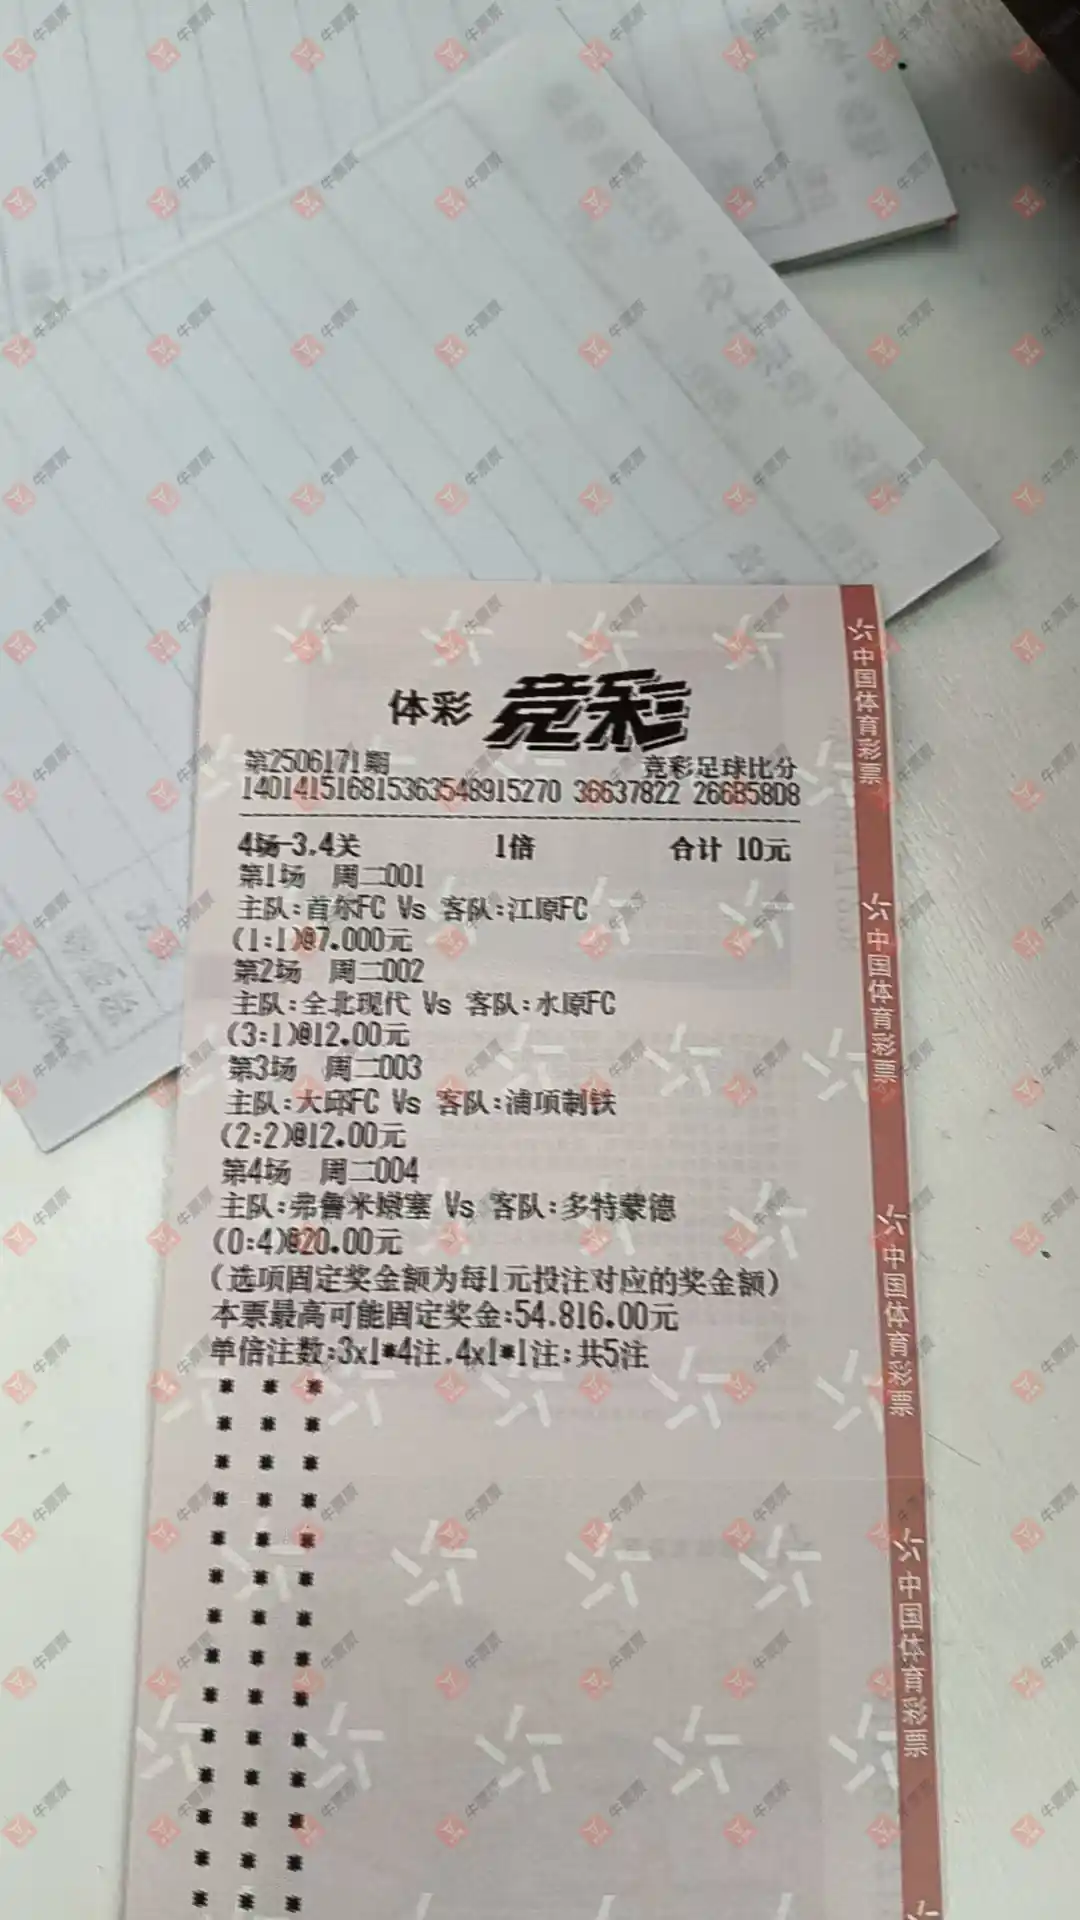 体彩 竞彩
第2506171期 竞彩足球比分
140141516815363548915270 36637822 26685808
4场-3,4关 1倍 合计 10元
第1场 周二001
主队:首尔FC Vs 客队:江原FC
(1:1)@7.000元
第2场 周二002
主队:全北现代 Vs 客队:水原FC
(3:1)@12.00元
第3场 周二003
主队:大邱FC Vs 客队:浦项制铁
(2:2)@12.00元
第4场 周二004
主队:弗鲁米嫩塞 Vs 客队:多特蒙德
(0:4)@20.00元
(选项固定奖金额为每1元投注对应的奖金额)
本票最高可能固定奖金:54,816.00元
单倍注数:3x1*4注,4x1*1注;共5注
中国体育彩票
中国体育彩票
中国体育彩票
中国体育彩票
牛票票